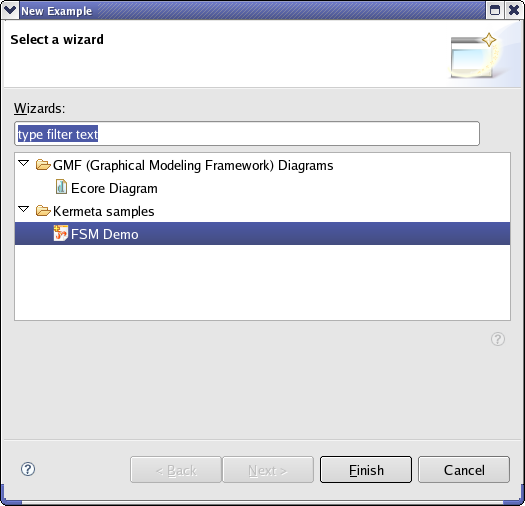 New Example
Select a wizard
Wizards:
type filter text
GMF (Graphical Modeling Framework) Diagrams
Ecore Diagram
Kermeta samples
FSM Demo
?
? < Back Next > Finish Cancel